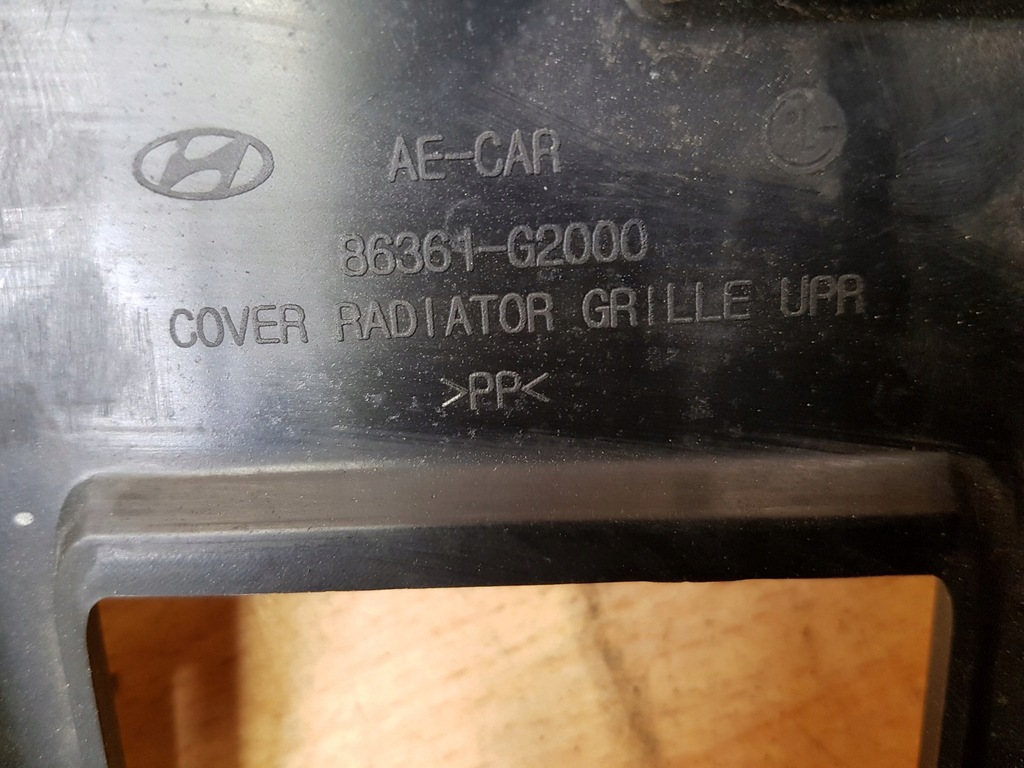 AE-CAR
86361-G2000
COVER RADIATOR GRILLE UPR
>PP<